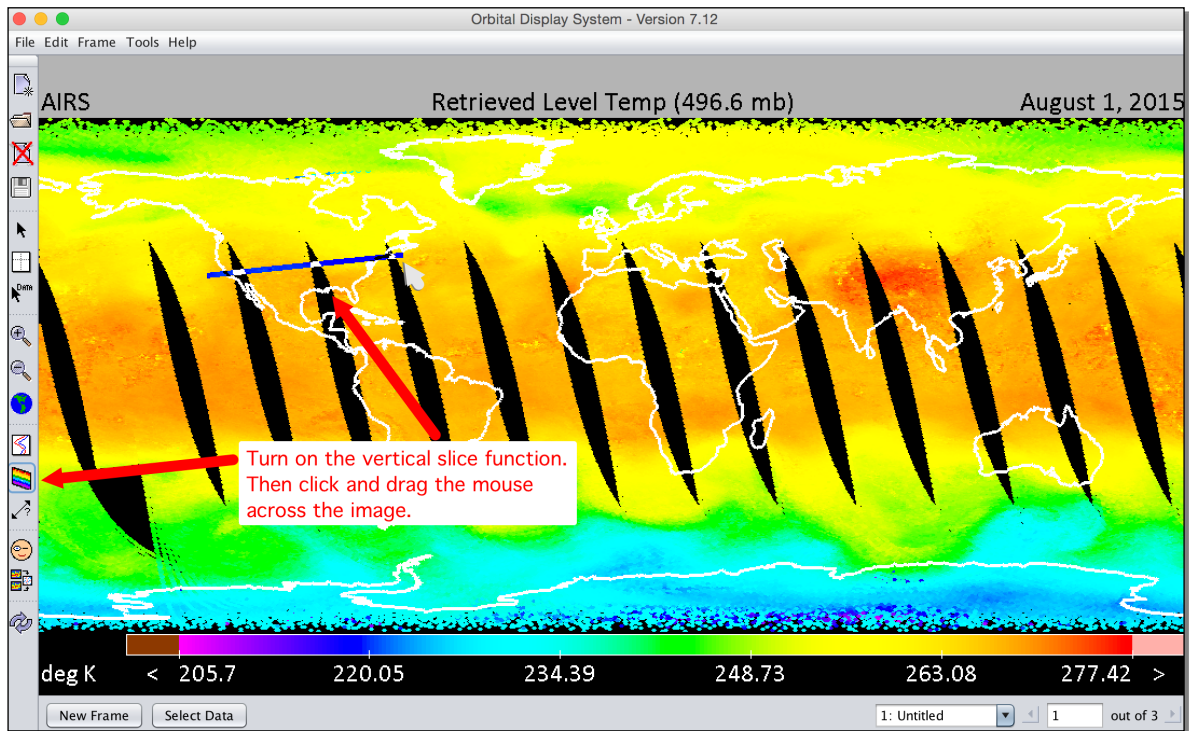 Orbital Display System - Version 7.12
File Edit Frame Tools Help
AIRS Retrieved Level Temp (496.6 mb) August 1, 2015
DATA
Turn on the vertical slice function.
Then click and drag the mouse
across the image.
deg K < 205.7 220.05 234.39 248.73 263.08 277.42 >
New Frame Select Data 1: Untitled 1 out of 3